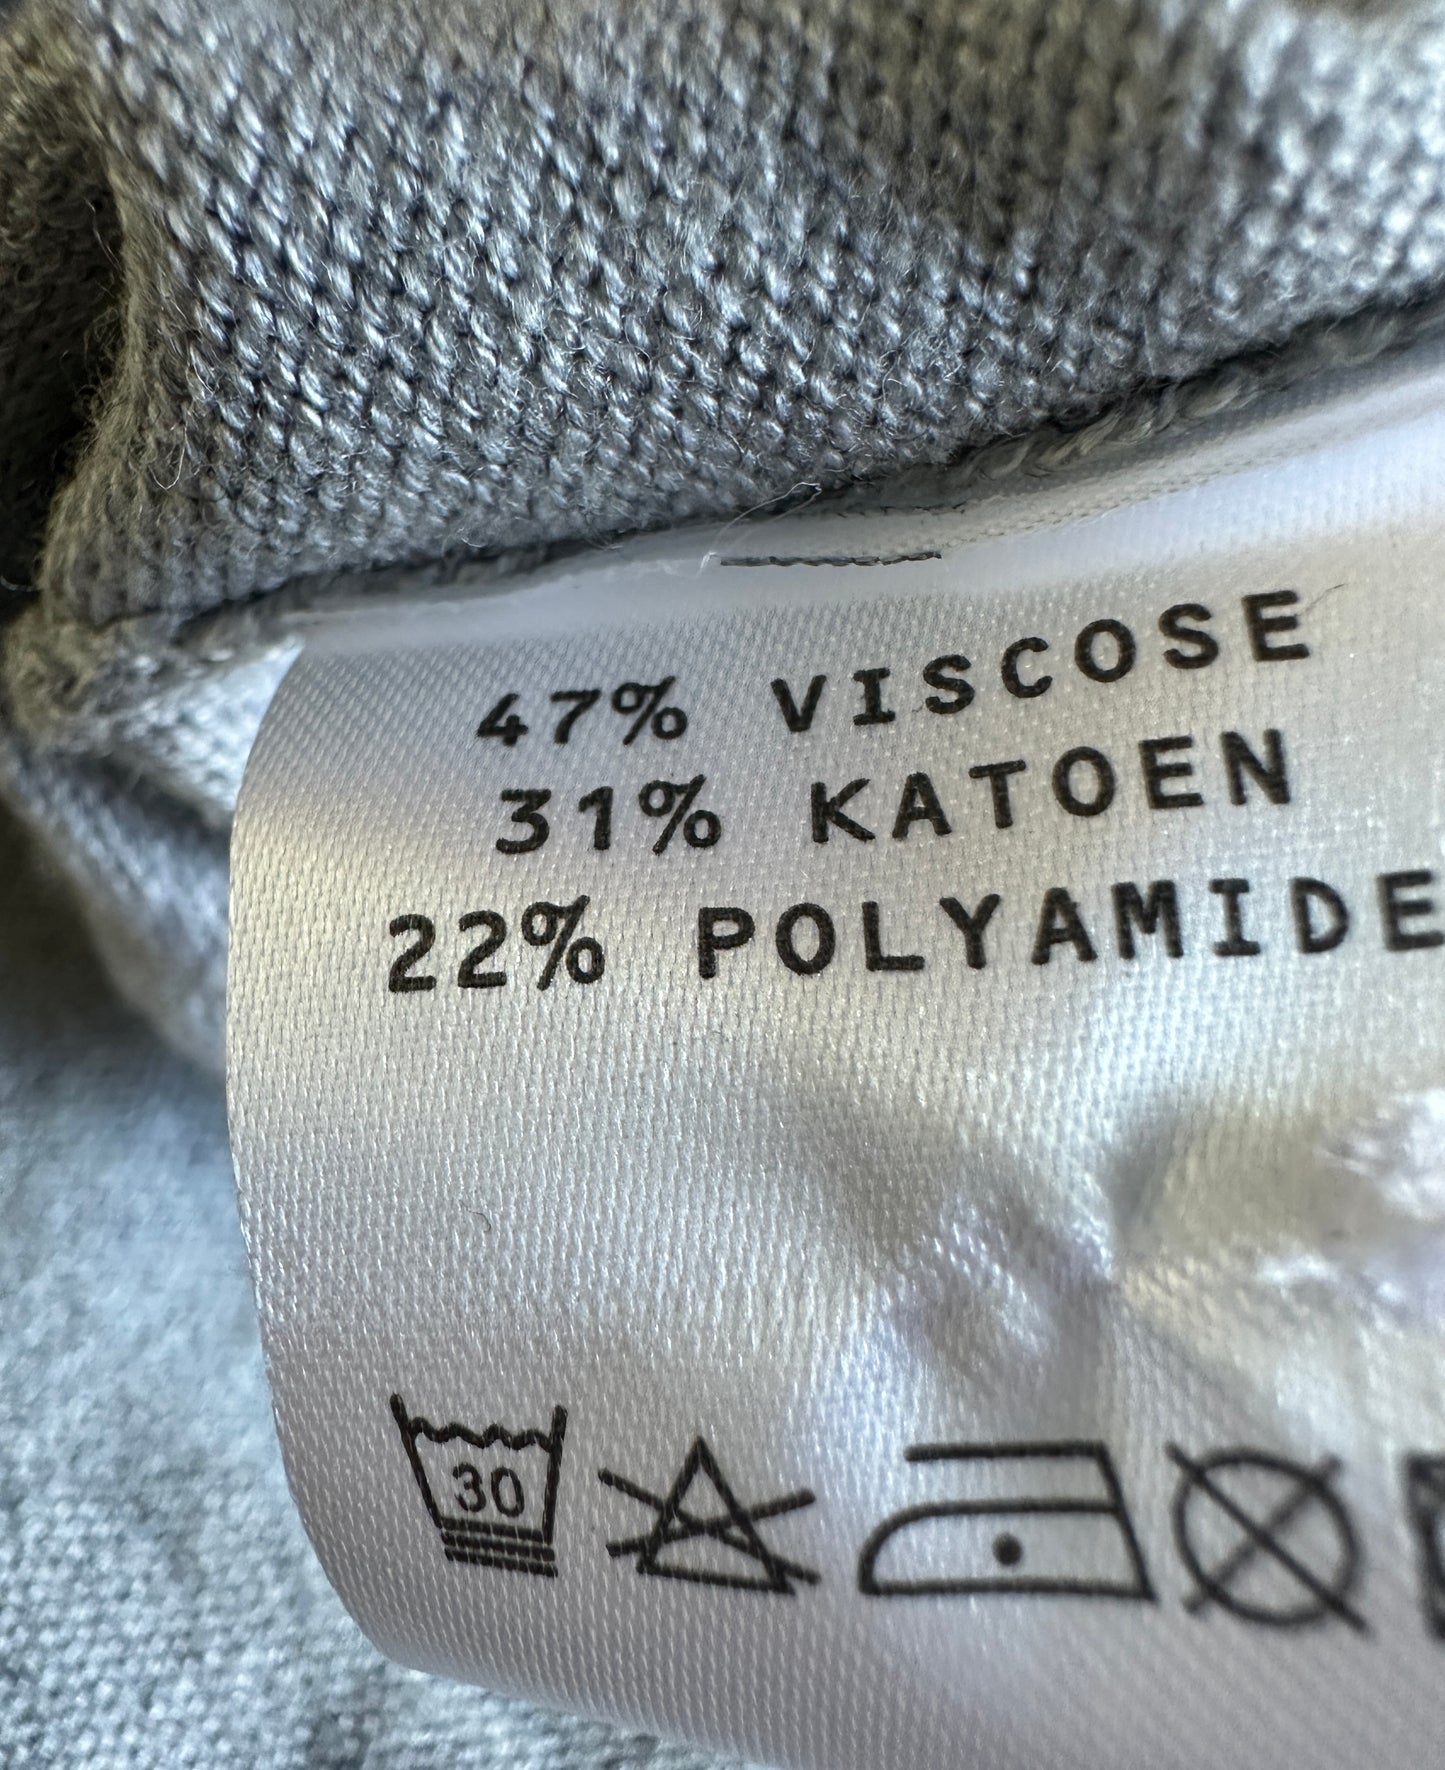 47% VISCOSE
31% KATOEN
22% POLYAMIDE
30